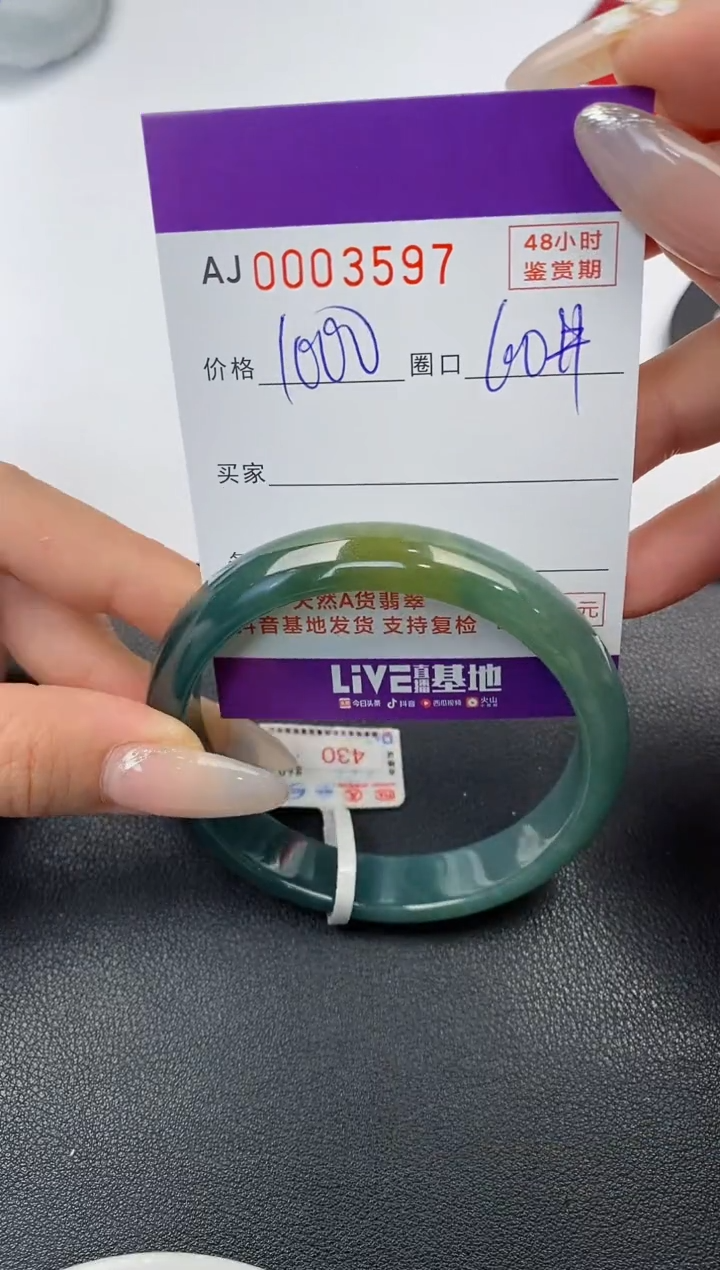 AJ 0003597
48小时
鉴赏期
价格 1000 圈口 60#
买家
天然A货翡翠
抖音基地发货 支持复检
元
LiVE直播基地
今日头条 抖音 西瓜视频 火山
430